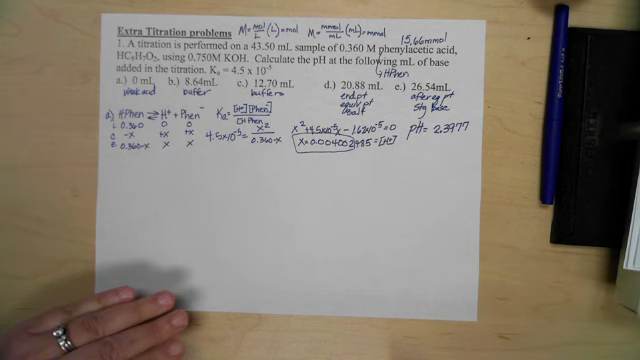 Extra Titration problems M=mol/L (L)=mol M=mmol/mL (mL)=mmol
15.66mmol
1. A titration is performed on a 43.50 mL sample of 0.360 M phenylacetic acid,
HC₈H₇O₂, using 0.750M KOH. Calculate the pH at the following mL of base
added in the titration. Kₐ = 4.5 x 10⁻⁵
HPhen
a.) 0 mL b.) 8.64mL c.) 12.70 mL d.) 20.88 mL e.) 26.54mL
weak acid buffer buffers endpt after eq pt
equiv pt Stg Base
a) HPhen ⇌ H⁺ + Phen⁻ Ka= [H⁺][Phen⁻]/[HPhen]
I 0.360 0 0 4.5x10⁻⁵ = x²/0.360-x x²+4.5x10⁻⁵x - 1.62x10⁻⁵=0 pH= 2.3977
C -x +x +x x=0.004002485=[H+]
E 0.360-x x x